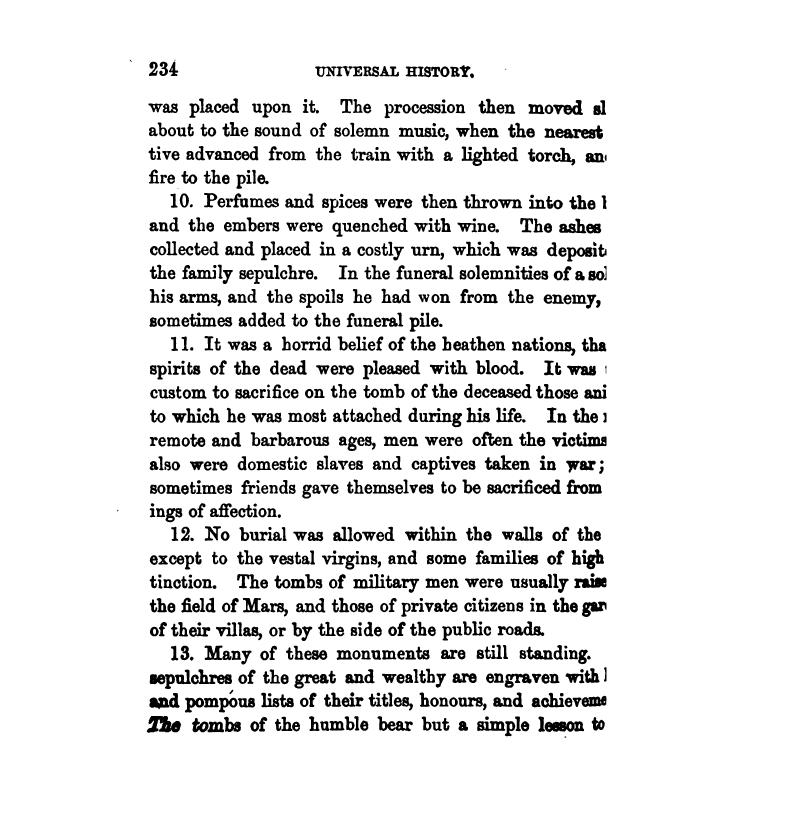 234 UNIVERSAL HISTORY.
was placed upon it. The procession then moved sl
about to the sound of solemn music, when the nearest
tive advanced from the train with a lighted torch, an
fire to the pile.
10. Perfumes and spices were then thrown into the
and the embers were quenched with wine. The ashes
collected and placed in a costly urn, which was deposit
the family sepulchre. In the funeral solemnities of a sol
his arms, and the spoils he had won from the enemy,
sometimes added to the funeral pile.
11. It was a horrid belief of the heathen nations, tha
spirits of the dead were pleased with blood. It was
custom to sacrifice on the tomb of the deceased those ani
to which he was most attached during his life. In the
remote and barbarous ages, men were often the victims
also were domestic slaves and captives taken in war;
sometimes friends gave themselves to be sacrificed from
ings of affection.
12. No burial was allowed within the walls of the
except to the vestal virgins, and some families of high
tinction. The tombs of military men were usually raise
the field of Mars, and those of private citizens in the gar
of their villas, or by the side of the public roads.
13. Many of these monuments are still standing.
sepulchres of the great and wealthy are engraven with
and pompous lists of their titles, honours, and achieveme
The tombs of the humble bear but a simple lesson to